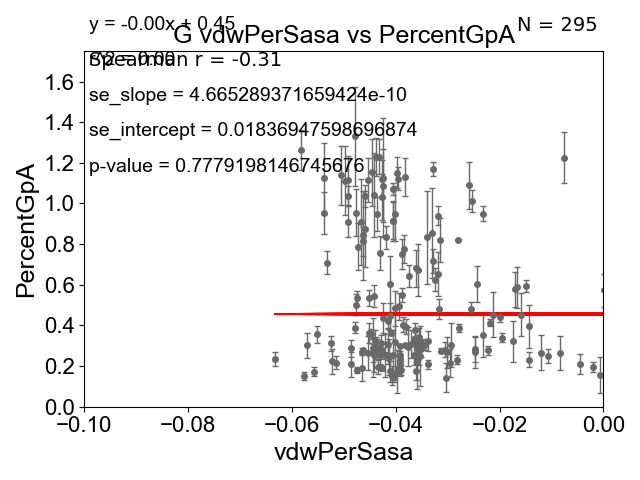 y = -0.00x + 0.45
N = 295
G vdwPerSasa vs PercentGpA
Spearman r = -0.31
se_slope = 4.665289371659424e-10
se_intercept = 0.01836947598696874
p-value = 0.7779198146745676
PercentGpA
1.6
1.4
1.2
1.0
0.8
0.6
0.4
0.2
0.0
−0.10
−0.08
−0.06
−0.04
−0.02
0.00
vdwPerSasa